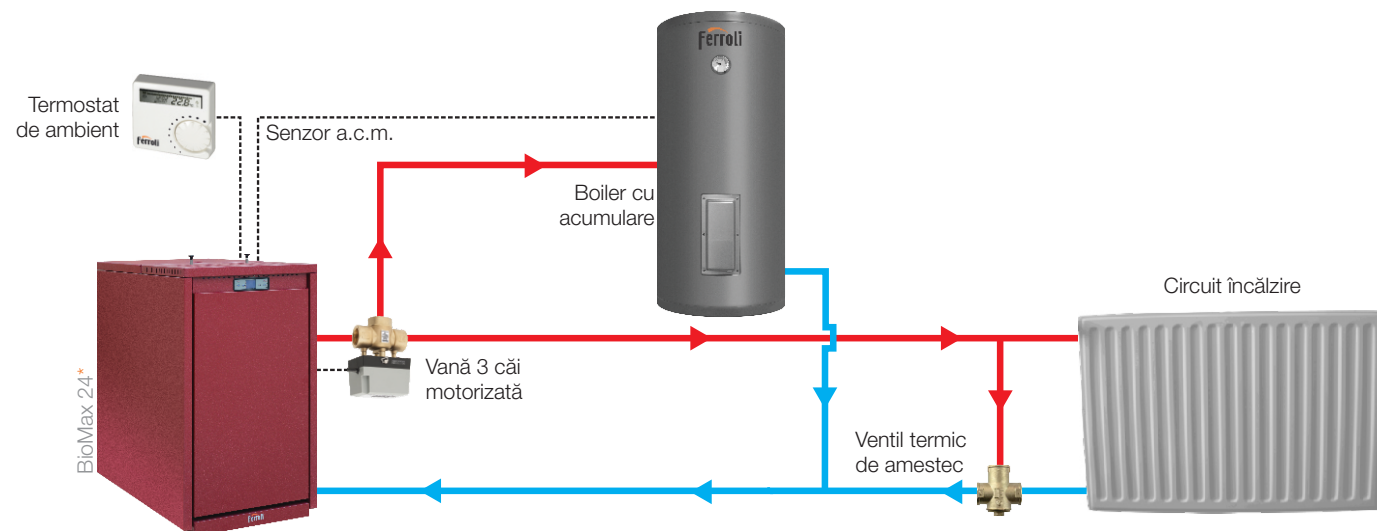 Ferroli
Termostat
de ambient
22.8
Ferroli
Senzor a.c.m.
Boiler cu
acumulare
Circuit încălzire
BioMax 24*
Vană 3 căi
motorizată
Ventil termic
de amestec
Ferroli